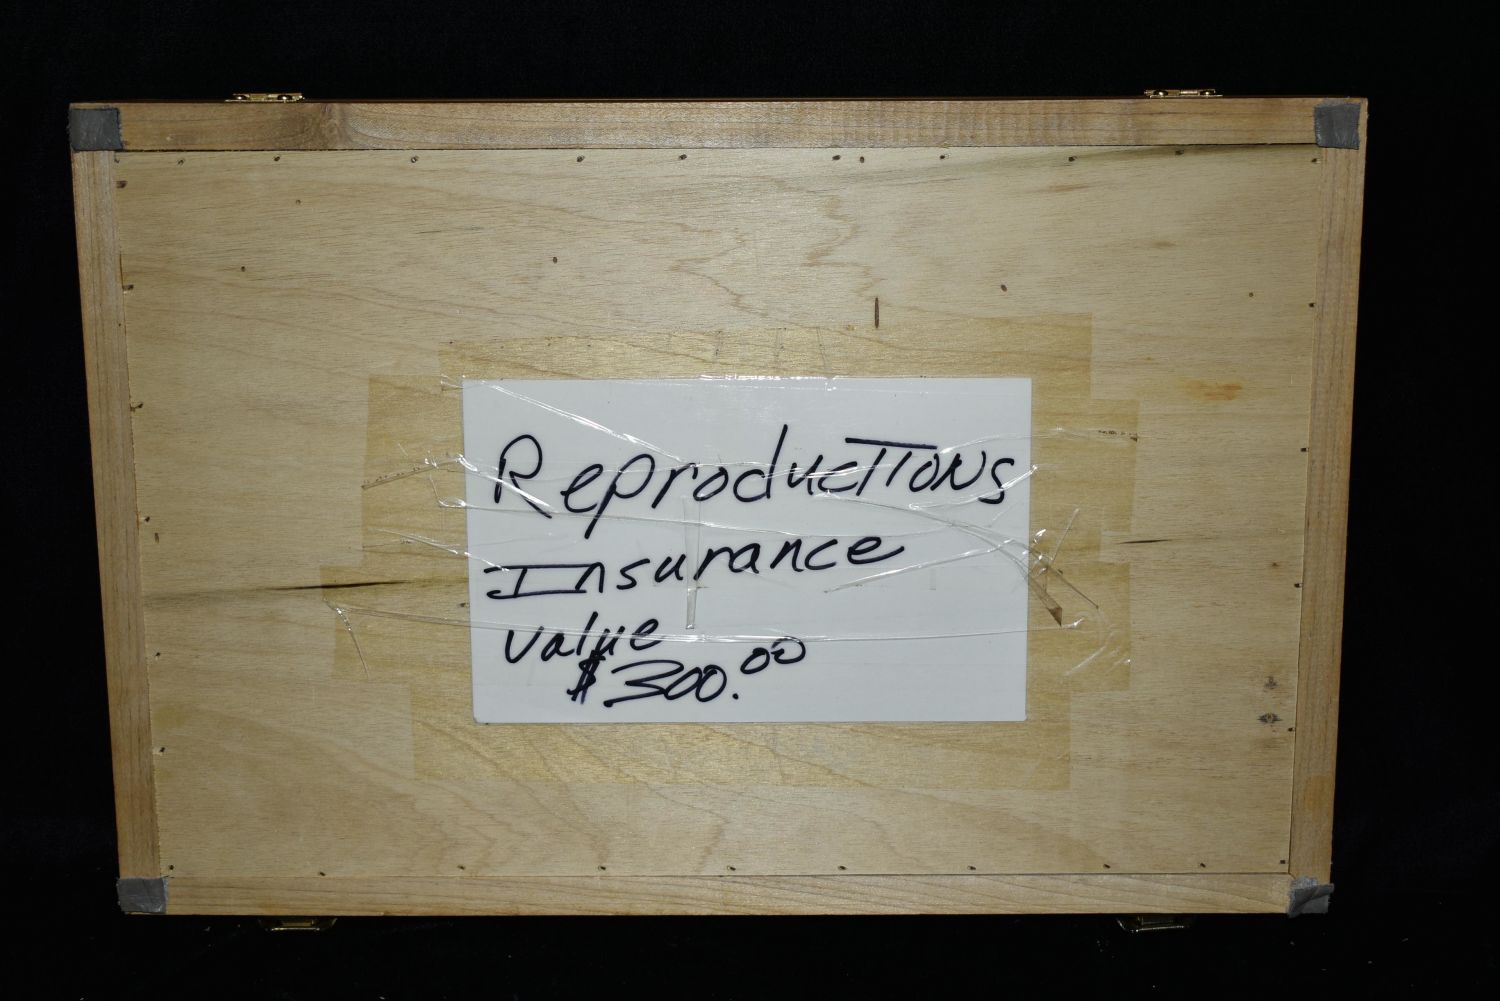 Reproductions
Insurance
value
$300.00